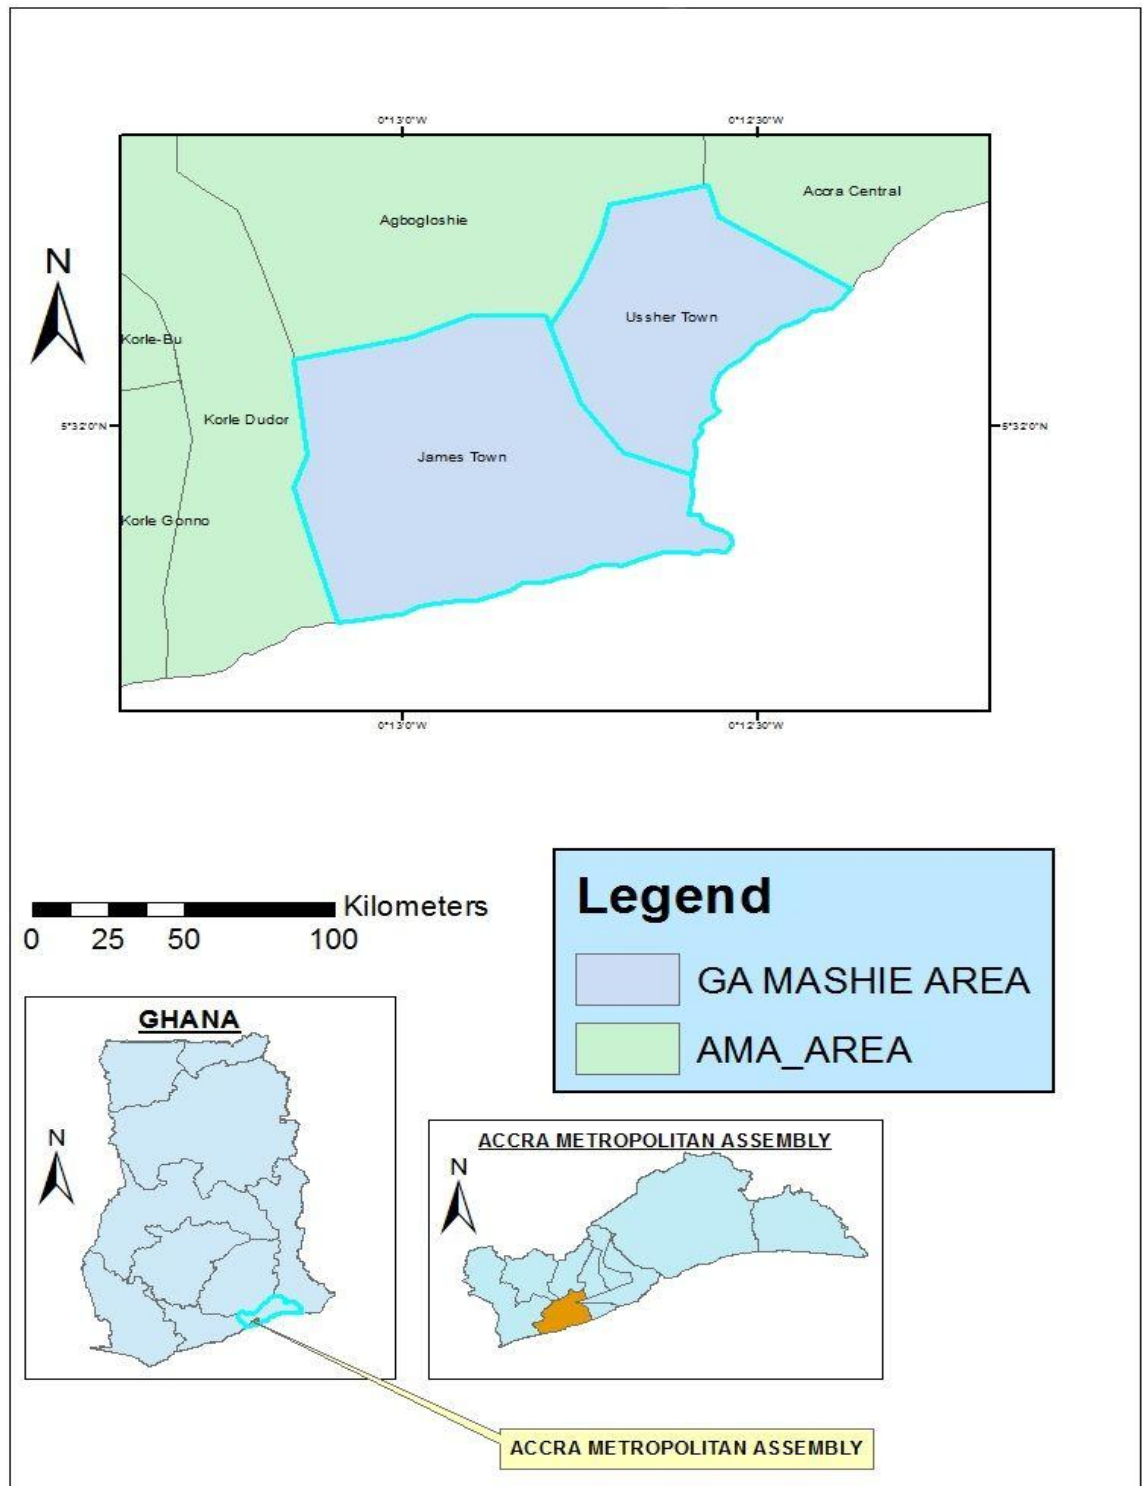 0°13'0"W
0°12'30"W
Accra Central
Agbogloshie
N
Ussher Town
Korle-Bu
Korle Dudor
5°32'0"N
5°32'0"N
James Town
Korle Gonno
0°13'0"W
0°12'30"W
Kilometers
0 25 50 100
Legend
GA MASHIE AREA
AMA_AREA
GHANA
N
ACCRA METROPOLITAN ASSEMBLY
N
ACCRA METROPOLITAN ASSEMBLY